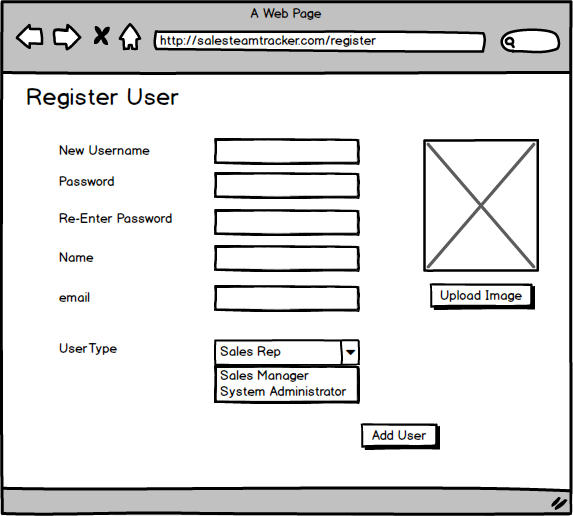 A Web Page
http://salesteamtracker.com/register
Register User
New Username
Password
Re-Enter Password
Name
email
Upload Image
UserType
Sales Rep
Sales Manager
System Administrator
Add User